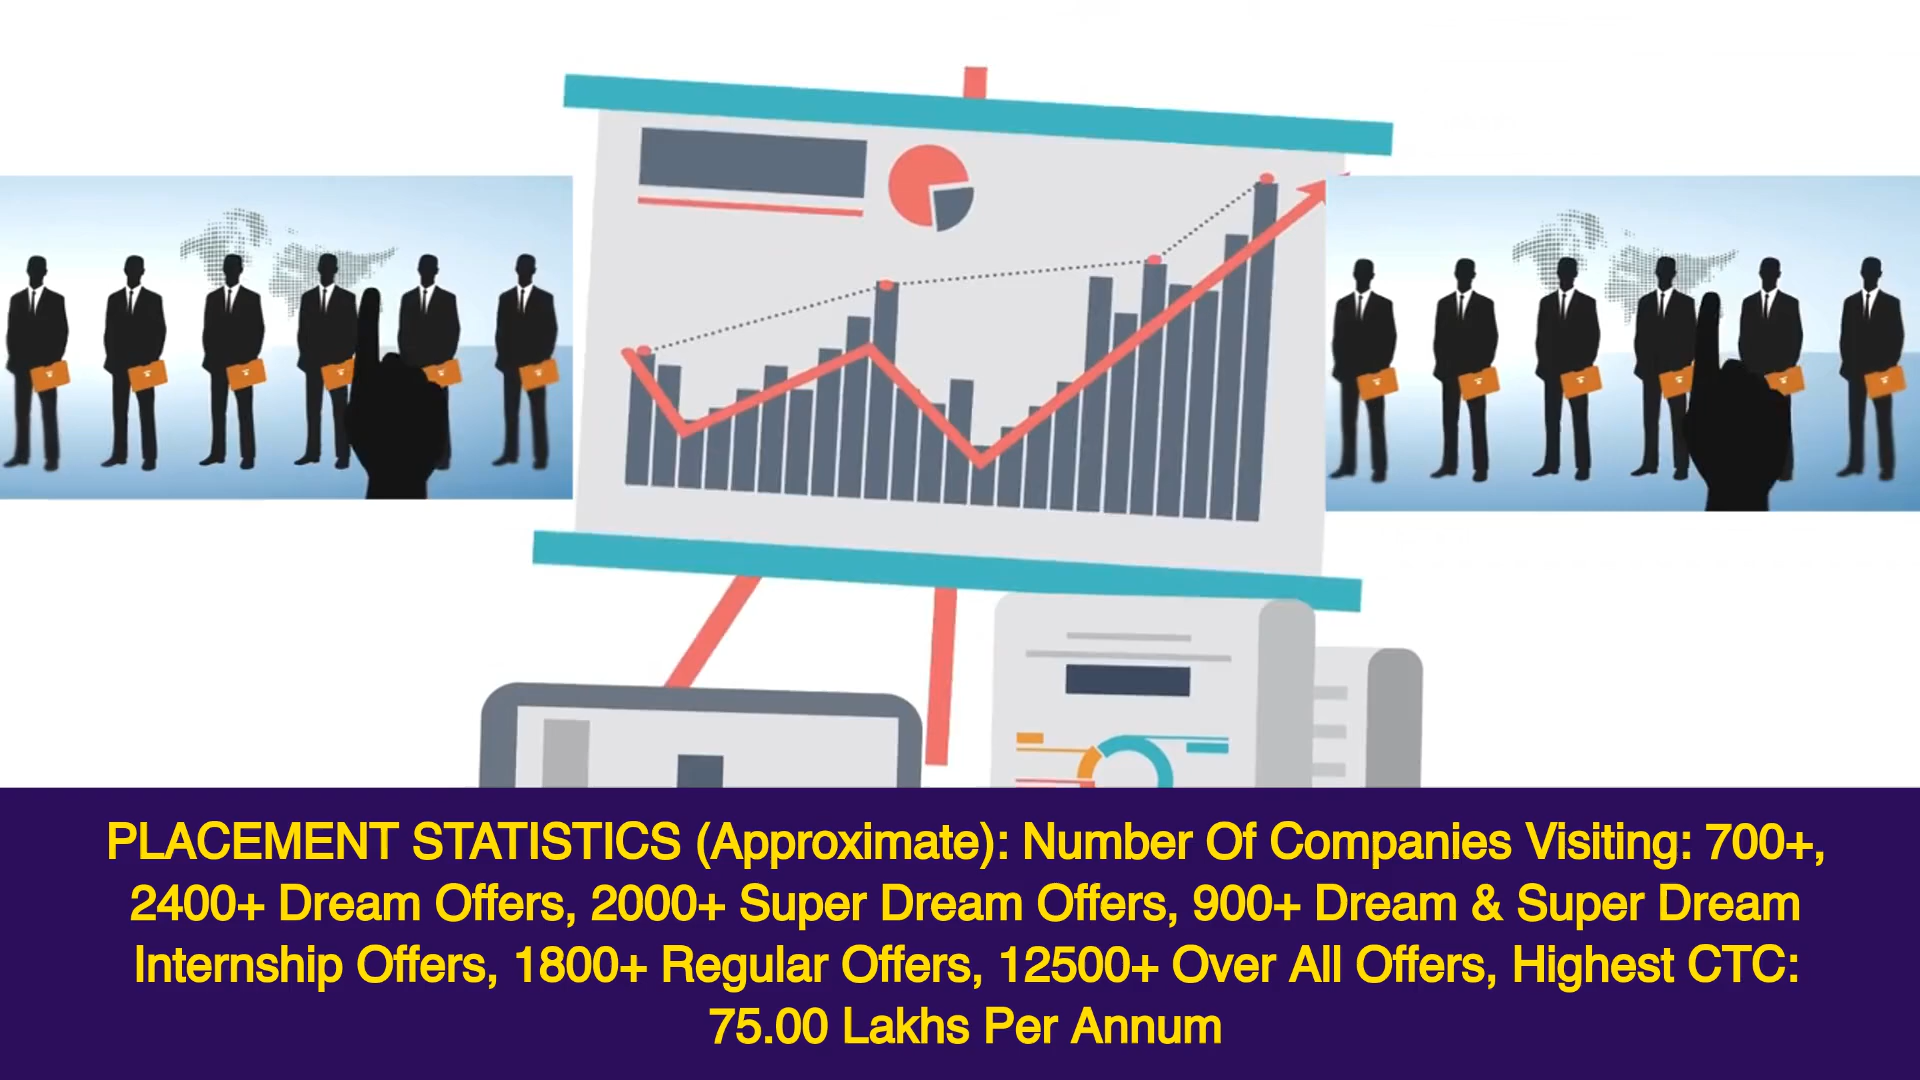 PLACEMENT STATISTICS (Approximate): Number Of Companies Visiting: 700+,
2400+ Dream Offers, 2000+ Super Dream Offers, 900+ Dream & Super Dream
Internship Offers, 1800+ Regular Offers, 12500+ Over All Offers, Highest CTC:
75.00 Lakhs Per Annum